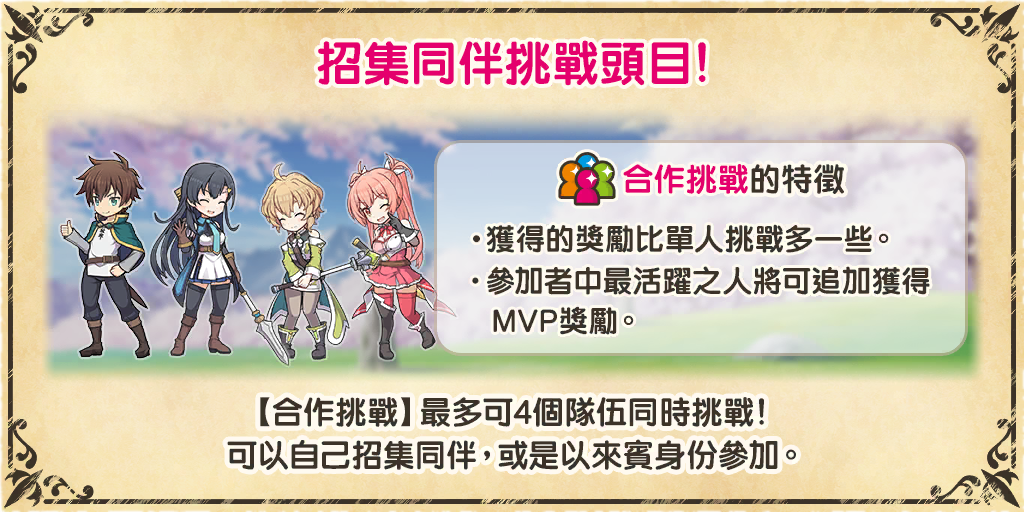 招集同伴挑戰頭目!
合作挑戰的特徵
・獲得的獎勵比單人挑戰多一些。
・參加者中最活躍之人將可追加獲得
MVP獎勵。
【合作挑戰】最多可4個隊伍同時挑戰!
可以自己招集同伴,或是以來賓身份參加。